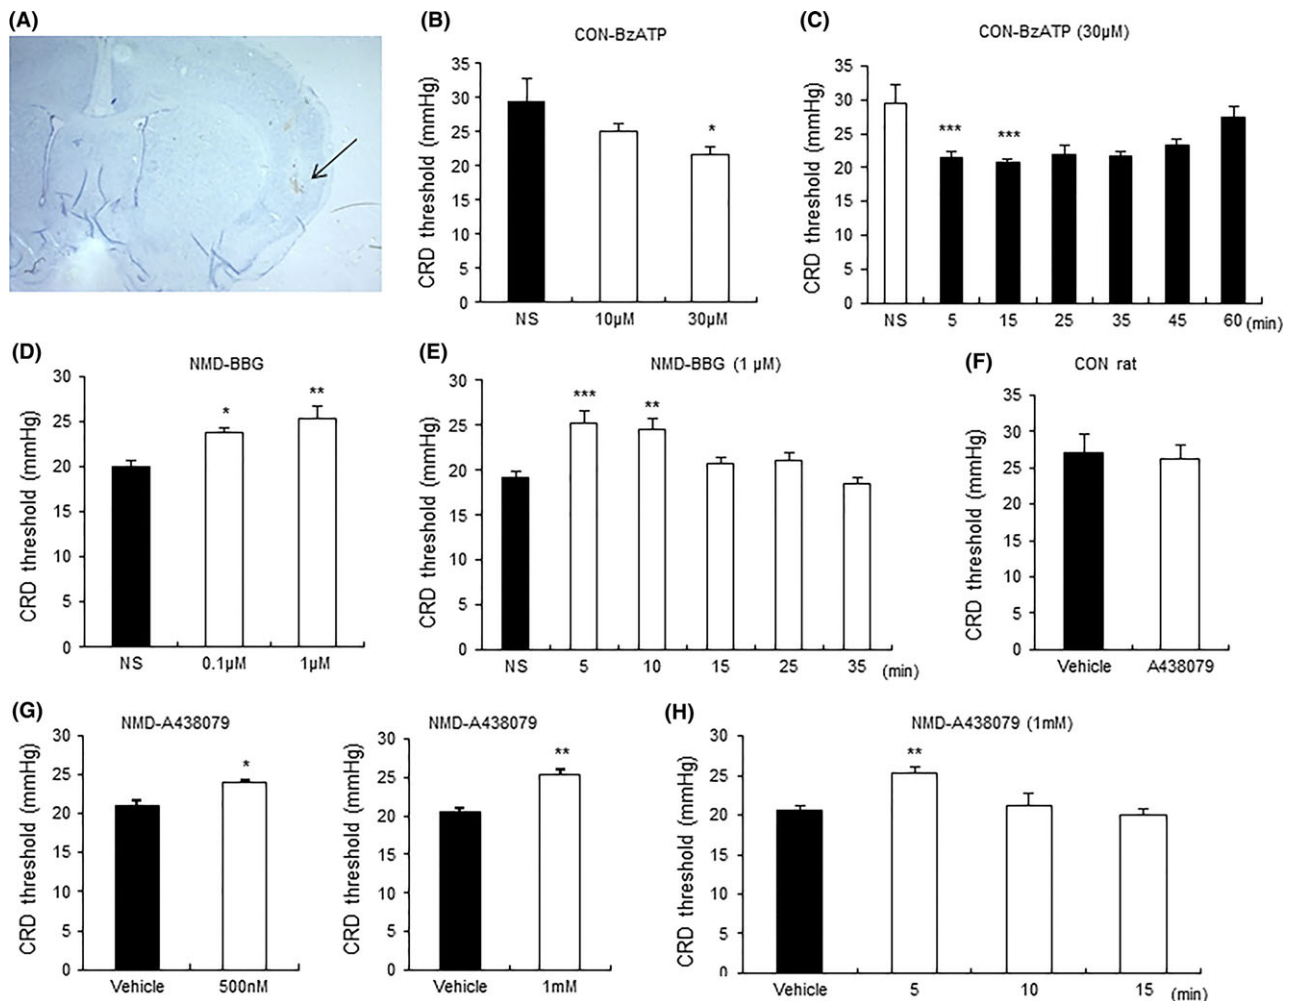 (A)
(B)
CON-BzATP
CRD threshold (mmHg)
35
30
25
20
15
10
5
0
*
NS 10µM 30µM
(C)
CON-BzATP (30µM)
CRD threshold (mmHg)
35
30
25
20
15
10
5
0
*** ***
NS 5 15 25 35 45 60 (min)
(D)
NMD-BBG
CRD threshold (mmHg)
30
25
20
15
10
5
0
* **
NS 0.1µM 1µM
(E)
NMD-BBG (1 µM)
CRD threshold (mmHg)
30
25
20
15
10
5
0
*** **
NS 5 10 15 25 35 (min)
(F)
CON rat
CRD threshold (mmHg)
35
30
25
20
15
10
5
0
Vehicle A438079
(G)
NMD-A438079
CRD threshold (mmHg)
30
25
20
15
10
5
0
*
Vehicle 500nM
NMD-A438079
CRD threshold (mmHg)
30
25
20
15
10
5
0
**
Vehicle 1mM
(H)
NMD-A438079 (1mM)
CRD threshold (mmHg)
30
25
20
15
10
5
0
**
Vehicle 5 10 15 (min)